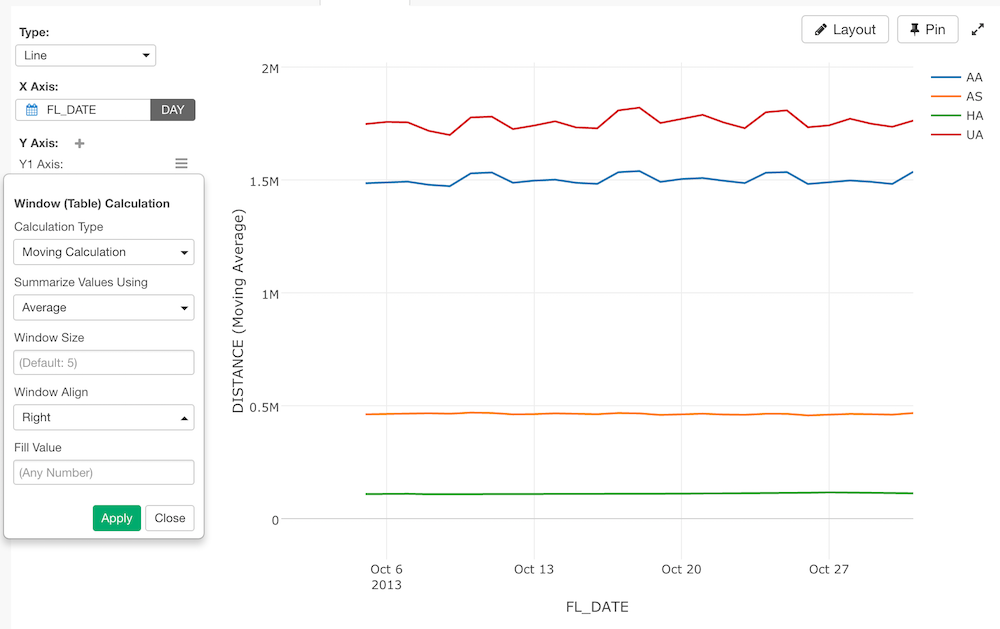 Type:
Line
X Axis:
FL_DATE DAY
Y Axis: +
Y1 Axis:
Window (Table) Calculation
Calculation Type
Moving Calculation
Summarize Values Using
Average
Window Size
(Default: 5)
Window Align
Right
Fill Value
(Any Number)
Apply Close
Layout Pin
2M
1.5M
1M
0.5M
0
DISTANCE (Moving Average)
Oct 6
2013
Oct 13
Oct 20
Oct 27
FL_DATE
AA
AS
HA
UA